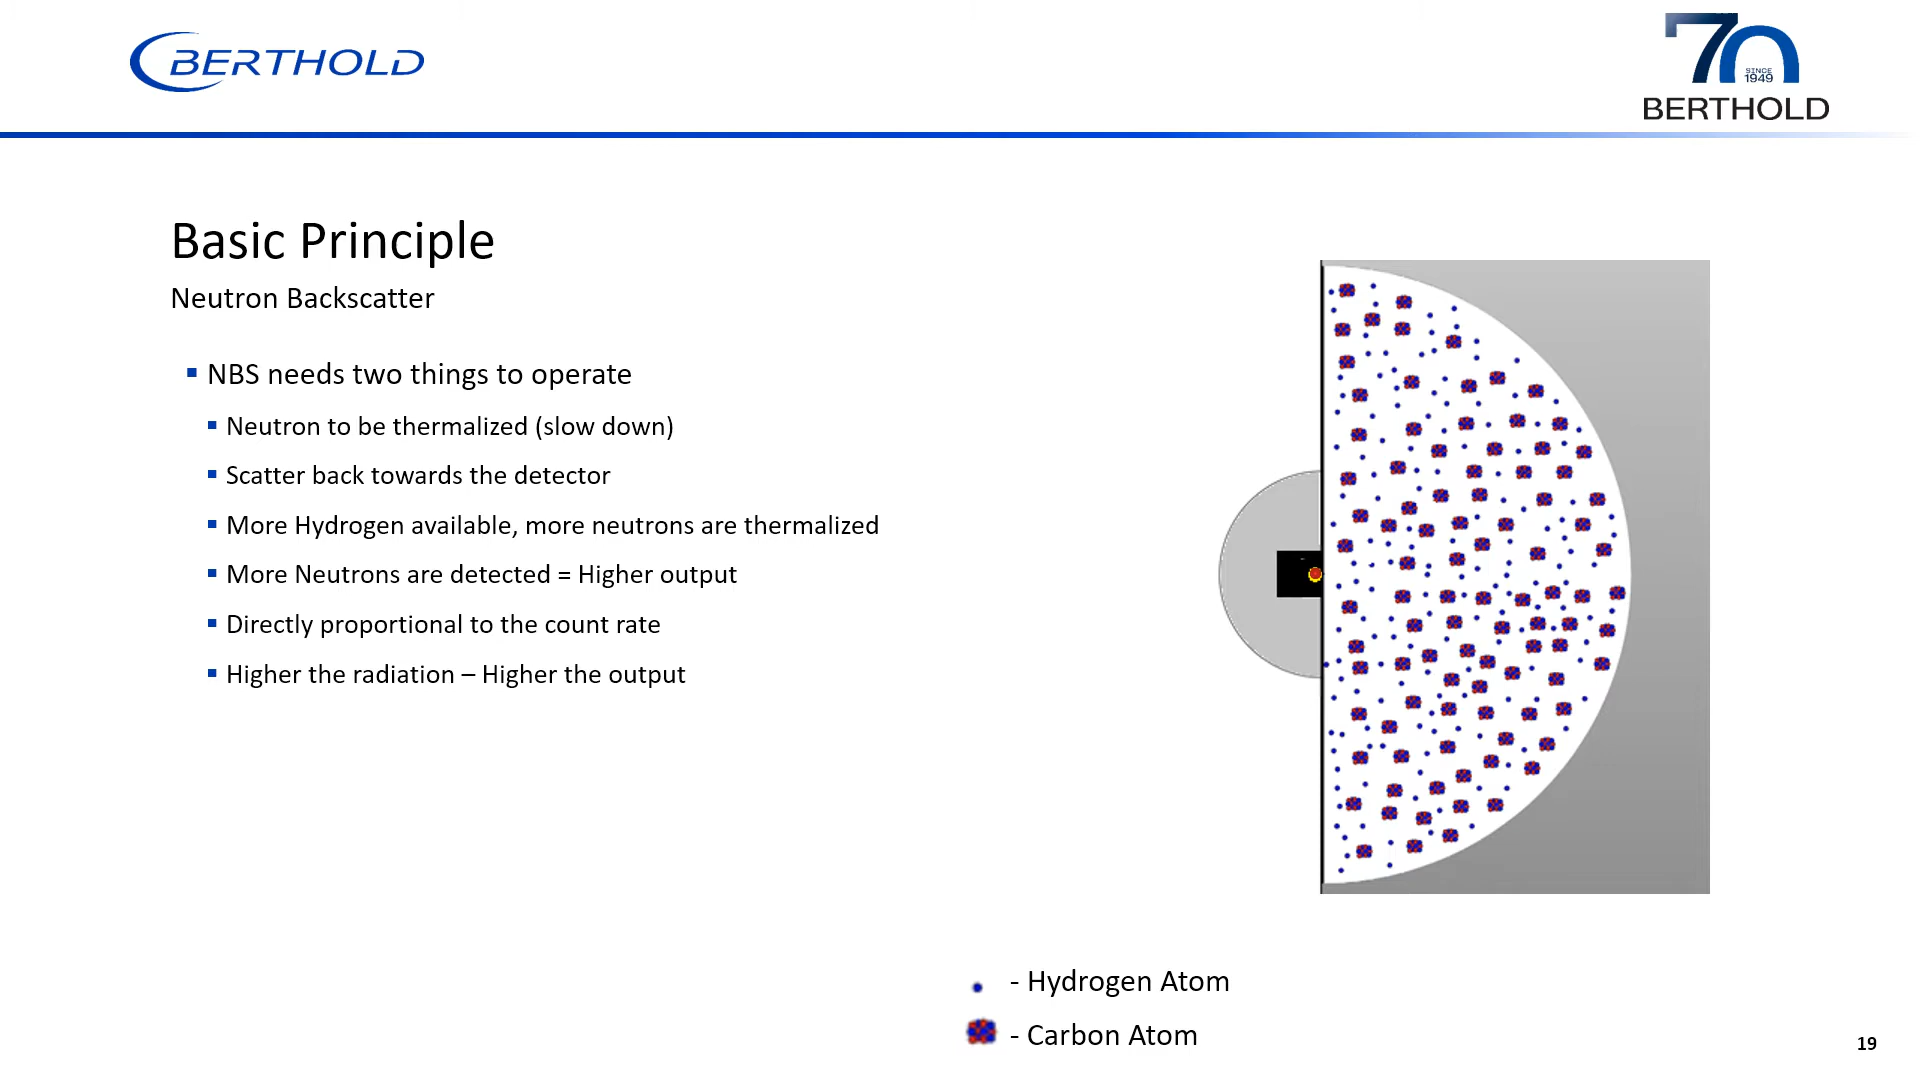 BERTHOLD
70
SINCE
1949
BERTHOLD
Basic Principle
Neutron Backscatter
NBS needs two things to operate
Neutron to be thermalized (slow down)
Scatter back towards the detector
More Hydrogen available, more neutrons are thermalized
More Neutrons are detected = Higher output
Directly proportional to the count rate
Higher the radiation – Higher the output
- Hydrogen Atom
- Carbon Atom
19